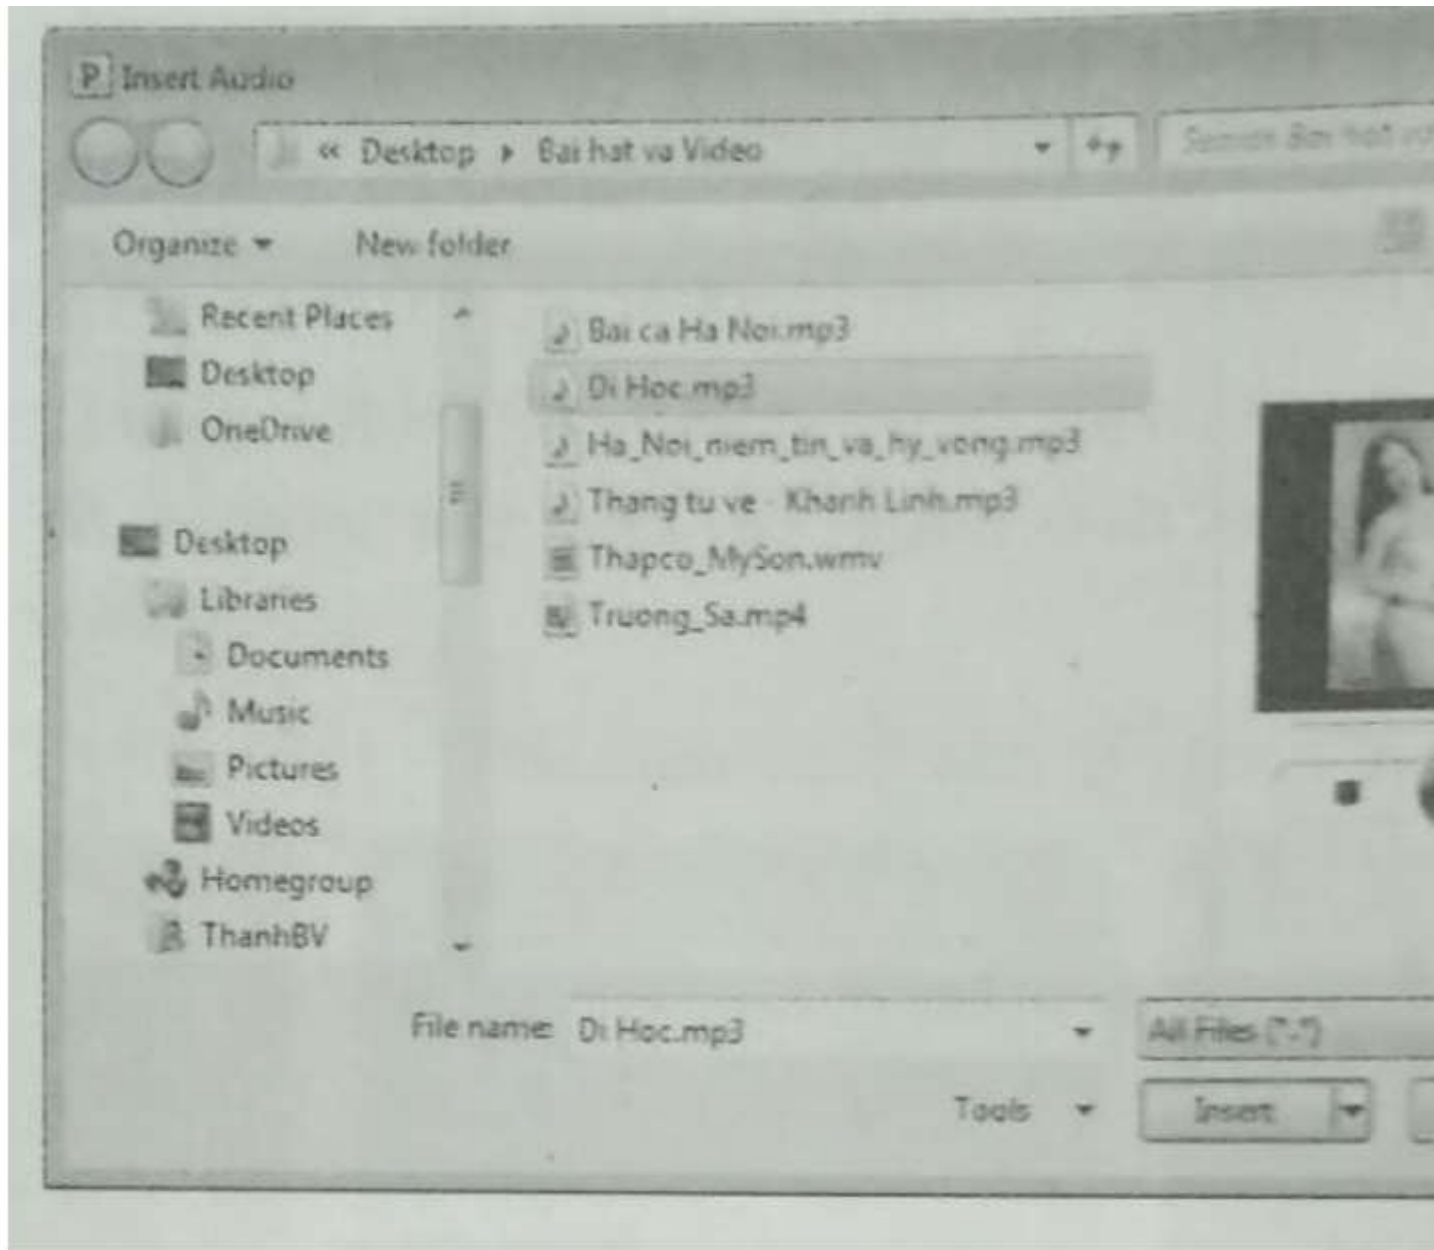 P Insert Audio
« Desktop ▸ Bai hat va Video
Organize New folder
Recent Places
Desktop
OneDrive
Desktop
Libraries
Documents
Music
Pictures
Videos
Homegroup
ThanhBV
Bai ca Ha Noi.mp3
Di Hoc.mp3
Ha_Noi_niem_tin_va_hy_vong.mp3
Thang tu ve - Khanh Linh.mp3
Thapco_MySon.wmv
Truong_Sa.mp4
File name: Di Hoc.mp3
All Files (*.*)
Tools Insert